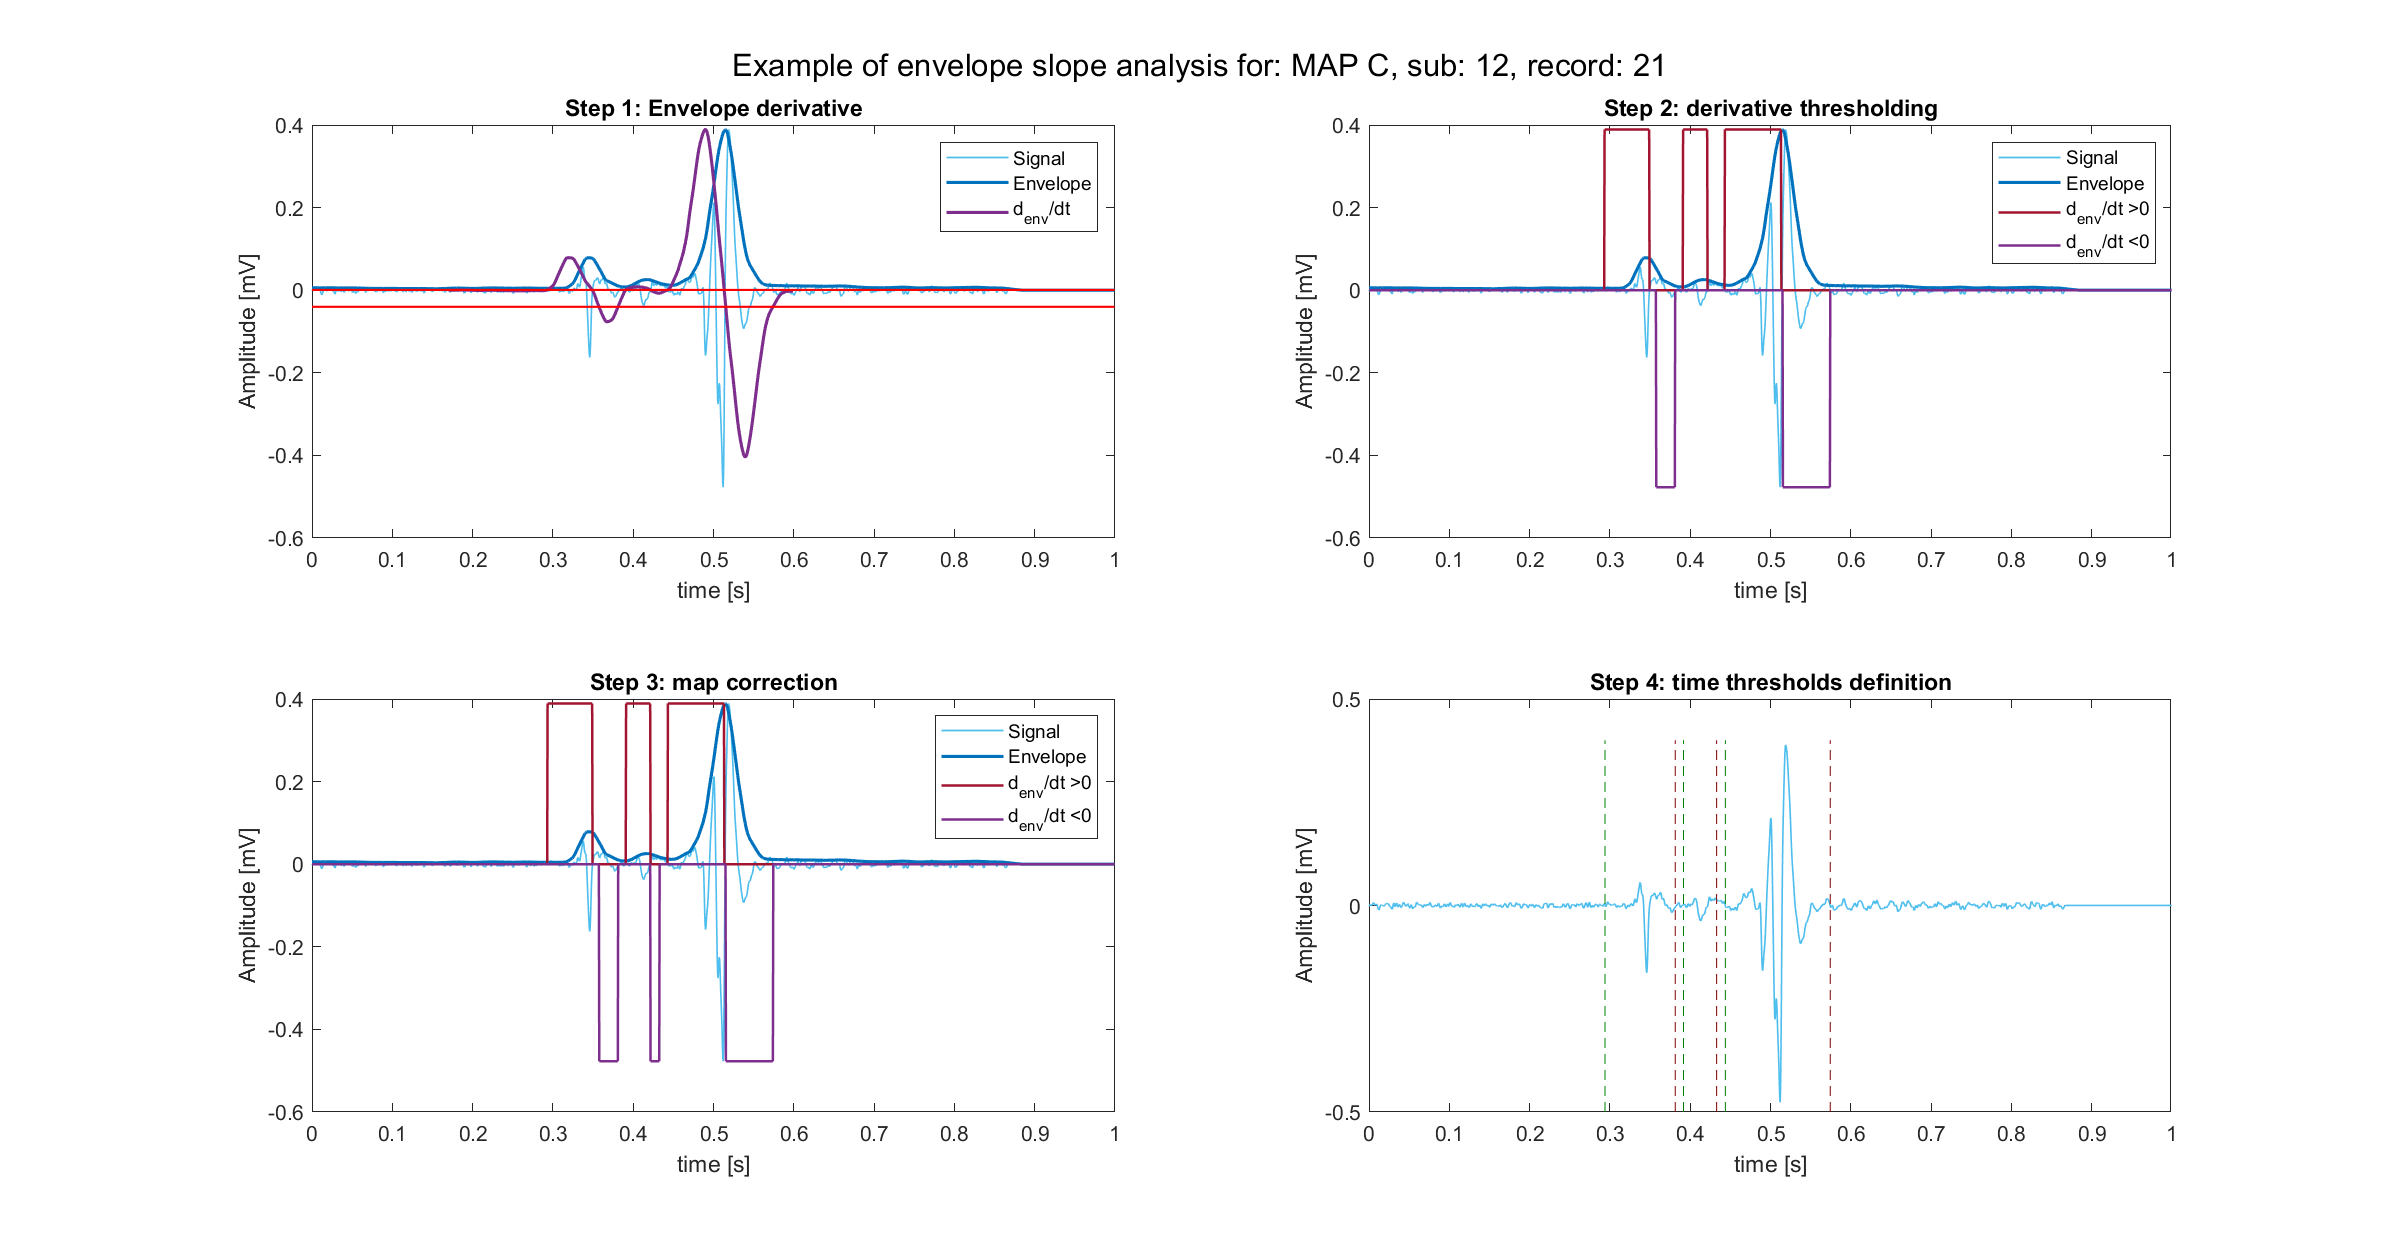 Example of envelope slope analysis for: MAP C, sub: 12, record: 21
Step 1: Envelope derivative
0.4
0.2
0
-0.2
-0.4
-0.6
Amplitude [mV]
Signal
Envelope
d_env/dt
0 0.1 0.2 0.3 0.4 0.5 0.6 0.7 0.8 0.9 1
time [s]
Step 2: derivative thresholding
0.4
0.2
0
-0.2
-0.4
-0.6
Amplitude [mV]
Signal
Envelope
d_env/dt >0
d_env/dt <0
0 0.1 0.2 0.3 0.4 0.5 0.6 0.7 0.8 0.9 1
time [s]
Step 3: map correction
0.4
0.2
0
-0.2
-0.4
-0.6
Amplitude [mV]
Signal
Envelope
d_env/dt >0
d_env/dt <0
0 0.1 0.2 0.3 0.4 0.5 0.6 0.7 0.8 0.9 1
time [s]
Step 4: time thresholds definition
0.5
0
-0.5
Amplitude [mV]
0 0.1 0.2 0.3 0.4 0.5 0.6 0.7 0.8 0.9 1
time [s]